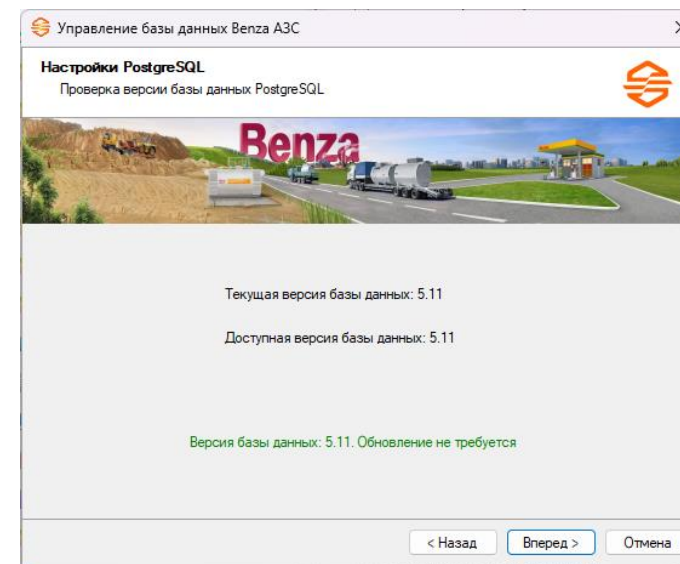 Управление базы данных Benza АЗС
Настройки PostgreSQL
Проверка версии базы данных PostgreSQL
Benza
Текущая версия базы данных: 5.11
Доступная версия базы данных: 5.11
Версия базы данных: 5.11. Обновление не требуется
< Назад
Вперед >
Отмена